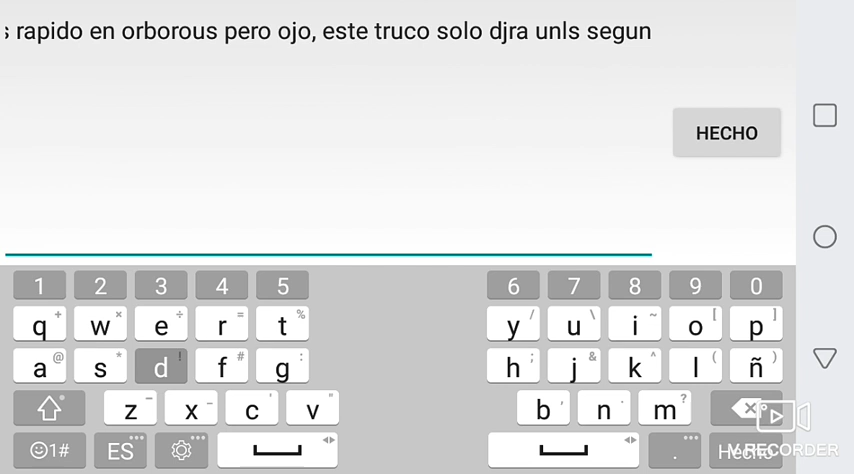 s rapido en orborous pero ojo, este truco solo djra unls segun
HECHO
1 2 3 4 5 6 7 8 9 0
q + w × e ÷ r = t % y / u \ i ~ o [ p ]
a @ s * d ! f # g : h ; j & k ^ l ( ñ )
z - x _ c ' v " b , n . m ?
1# ES . Hecho
V RECORDER